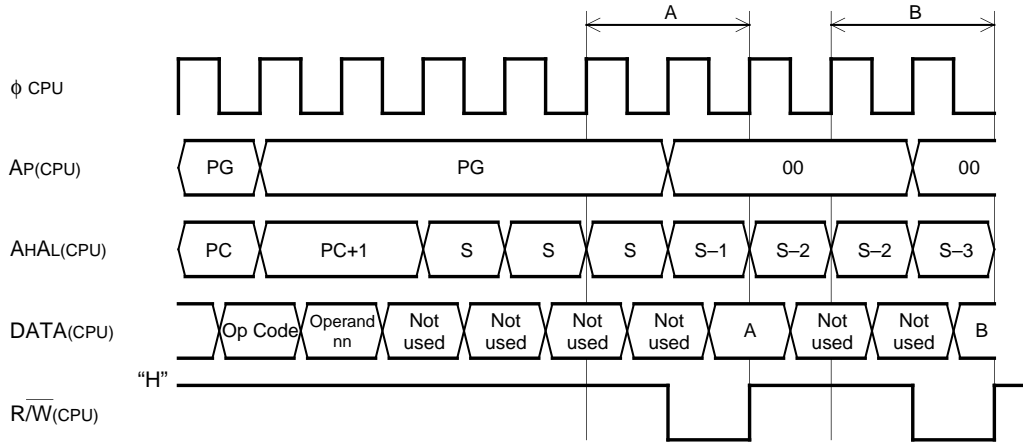 A B
ϕ CPU
AP(CPU) PG PG 00 00
AHAL(CPU) PC PC+1 S S S S–1 S–2 S–2 S–3
DATA(CPU) Op Code Operand nn Not used Not used Not used Not used A Not used Not used B
“H”
R/W(CPU)